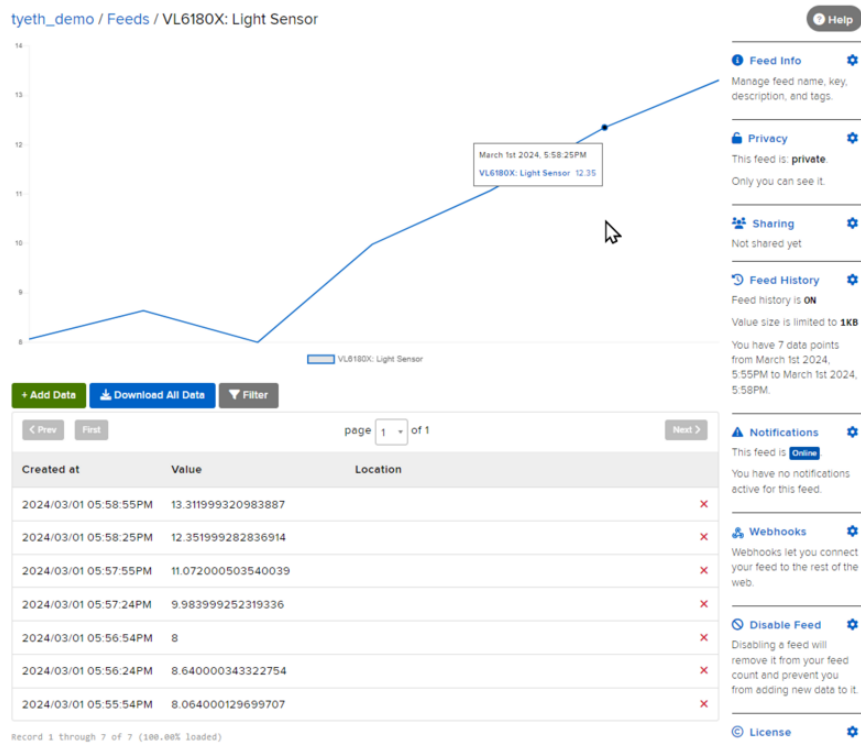 tyeth_demo / Feeds / VL6180X: Light Sensor
? Help
14
13
12
11
10
9
8
March 1st 2024, 5:58:25PM
VL6180X: Light Sensor 12.35
VL6180X: Light Sensor
+ Add Data
Download All Data
Filter
< Prev
First
page 1 of 1
Next >
Created at Value Location
2024/03/01 05:58:55PM 13.311999320983887
2024/03/01 05:58:25PM 12.351999282836914
2024/03/01 05:57:55PM 11.072000503540039
2024/03/01 05:57:24PM 9.983999252319336
2024/03/01 05:56:54PM 8
2024/03/01 05:56:24PM 8.640000343322754
2024/03/01 05:55:54PM 8.064000129699707
Record 1 through 7 of 7 (100.00% loaded)
Feed Info
Manage feed name, key,
description, and tags.
Privacy
This feed is: private.
Only you can see it.
Sharing
Not shared yet
Feed History
Feed history is ON
Value size is limited to 1KB
You have 7 data points
from March 1st 2024,
5:55PM to March 1st 2024,
5:58PM.
Notifications
This feed is Online
You have no notifications
active for this feed.
Webhooks
Webhooks let you connect
your feed to the rest of the
web.
Disable Feed
Disabling a feed will
remove it from your feed
count and prevent you
from adding new data to it.
© License